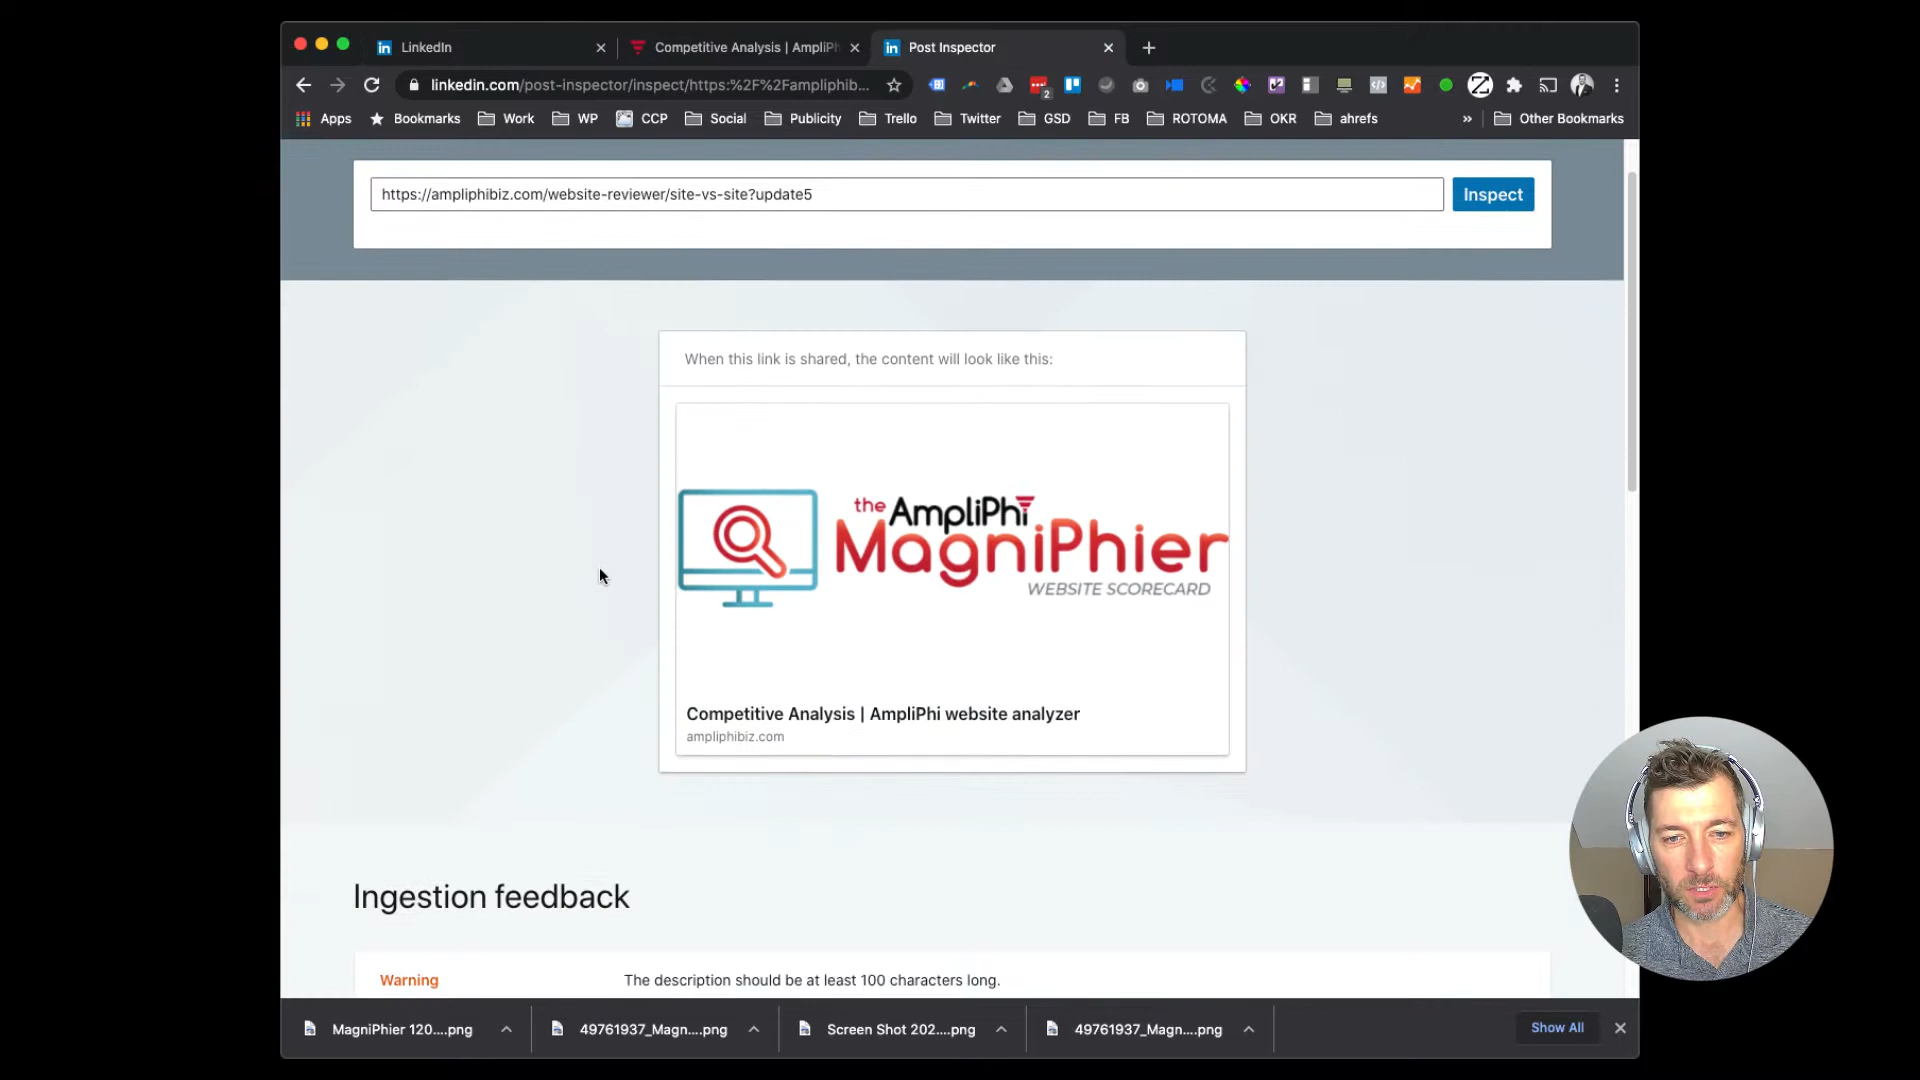 LinkedIn
Competitive Analysis | AmpliPh
Post Inspector
linkedin.com/post-inspector/inspect/https:%2F%2Fampliphib...
2
Apps
Bookmarks
Work
WP
CCP
Social
Publicity
Trello
Twitter
GSD
FB
ROTOMA
OKR
ahrefs
»
Other Bookmarks
https://ampliphibiz.com/website-reviewer/site-vs-site?update5
Inspect
When this link is shared, the content will look like this:
the AmpliPhi
MagniPhier
WEBSITE SCORECARD
Competitive Analysis | AmpliPhi website analyzer
ampliphibiz.com
Ingestion feedback
Warning
The description should be at least 100 characters long.
MagniPhier 120....png
49761937_Magn....png
Screen Shot 202....png
49761937_Magn....png
Show All